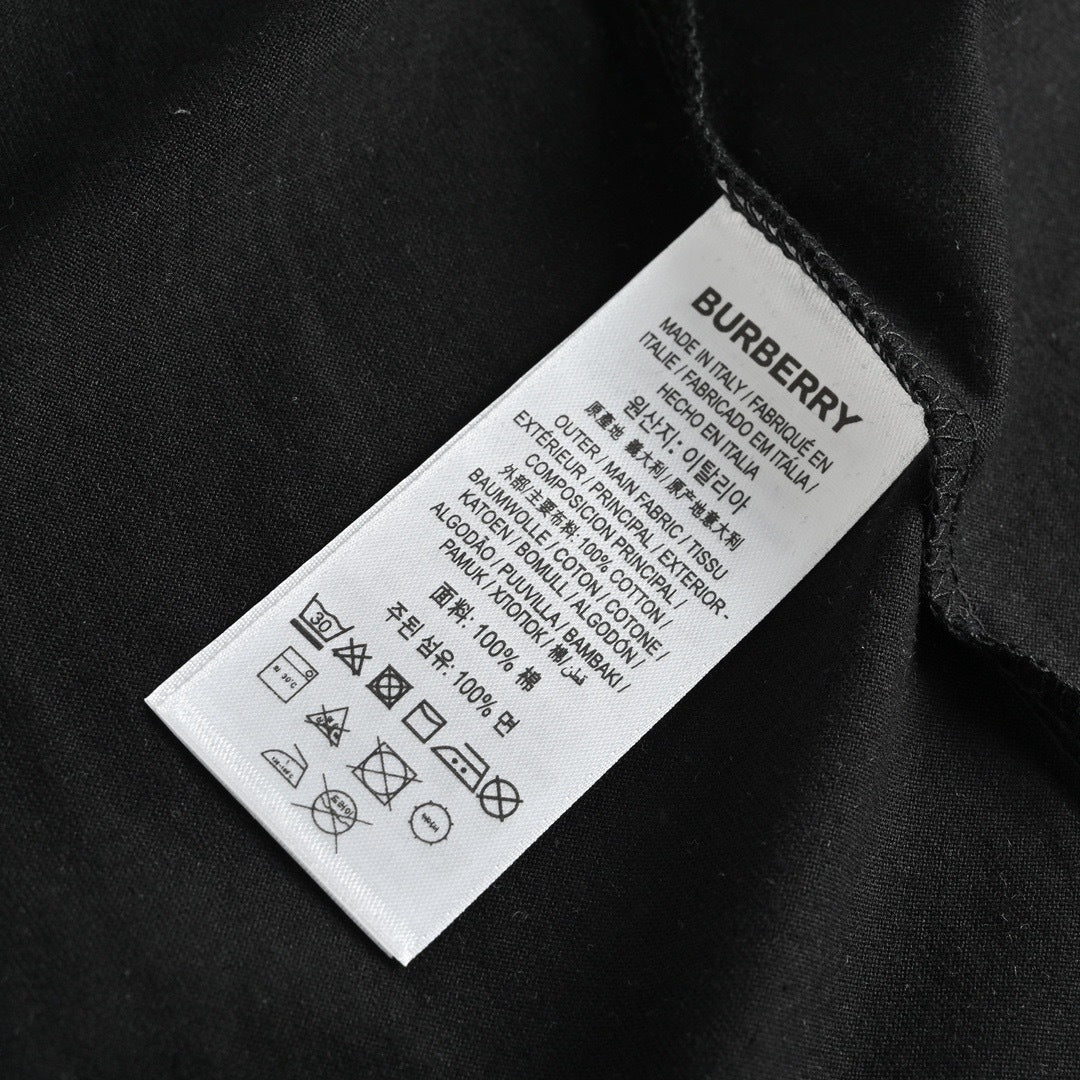 BURBERRY
MADE IN ITALY / FABRIQUÉ EN
ITALIE / FABRICADO EM ITÁLIA /
HECHO EN ITALIA
원산지: 이탈리아
原產地 義大利 / 原产地意大利
OUTER / MAIN FABRIC / TISSU
EXTÉRIEUR / PRINCIPAL / EXTERIOR -
COMPOSICION PRINCIPAL /
外部/主要布料: 100% COTTON /
BAUMWOLLE / COTON / COTONE /
KATOEN / BOMULL / ALGODÓN /
ALGODÃO / PUUVILLA / BAMBAKI /
PAMUK / ХЛОПОК / 棉 / قطن
面料: 100% 棉
주된 섬유: 100% 면
30
30℃